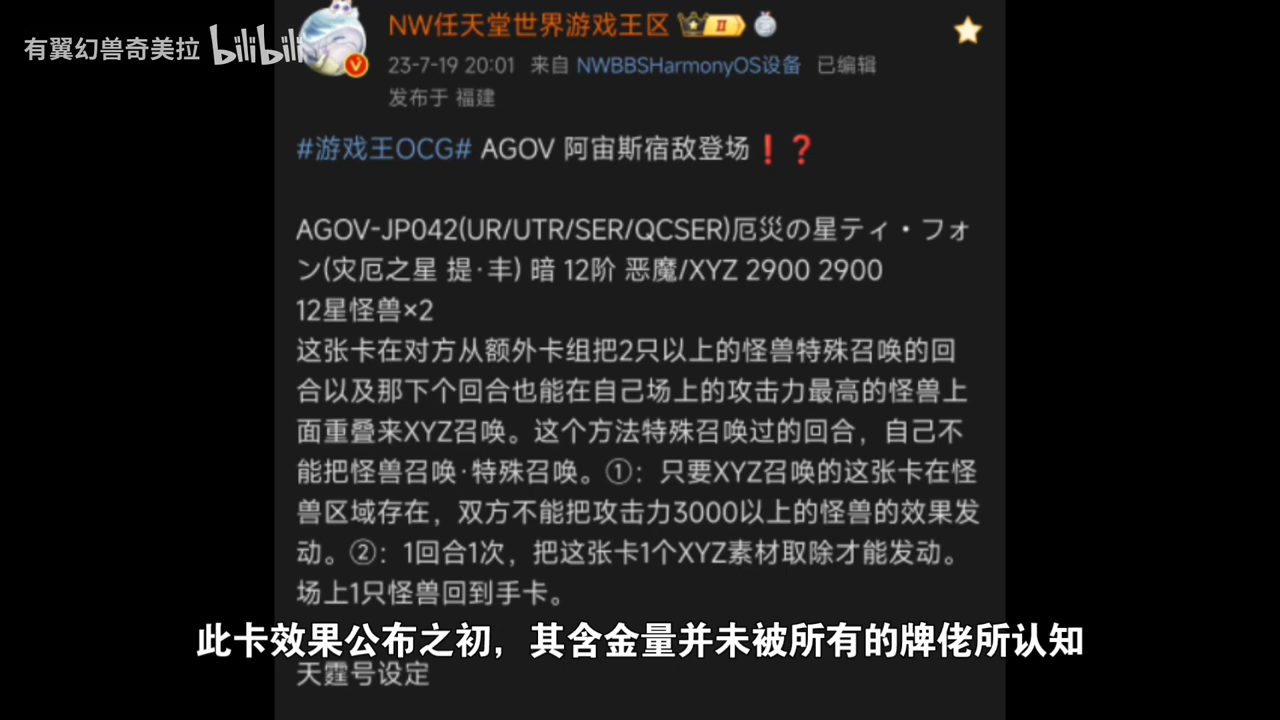 有翼幻兽奇美拉 bilibili
NW任天堂世界游戏王区 II
23-7-19 20:01 来自 NWBBSHarmonyOS设备 已编辑
发布于 福建
#游戏王OCG# AGOV 阿宙斯宿敌登场❗❓
AGOV-JP042(UR/UTR/SER/QCSER)厄災の星ティ・フォ
ン(灾厄之星 提·丰) 暗 12阶 恶魔/XYZ 2900 2900
12星怪兽×2
这张卡在对方从额外卡组把2只以上的怪兽特殊召唤的回
合以及那下个回合也能在自己场上的攻击力最高的怪兽上
面重叠来XYZ召唤。这个方法特殊召唤过的回合，自己不
能把怪兽召唤·特殊召唤。①：只要XYZ召唤的这张卡在怪
兽区域存在，双方不能把攻击力3000以上的怪兽的效果发
动。②：1回合1次，把这张卡1个XYZ素材取除才能发动。
场上1只怪兽回到手卡。
此卡效果公布之初，其含金量并未被所有的牌佬所认知
天霆号设定